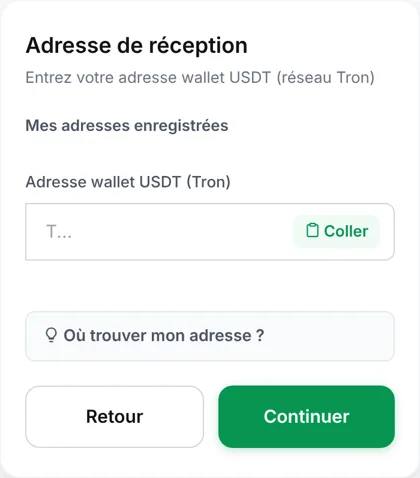 Adresse de réception
Entrez votre adresse wallet USDT (réseau Tron)
Mes adresses enregistrées
Adresse wallet USDT (Tron)
T...
Coller
Où trouver mon adresse ?
Retour
Continuer